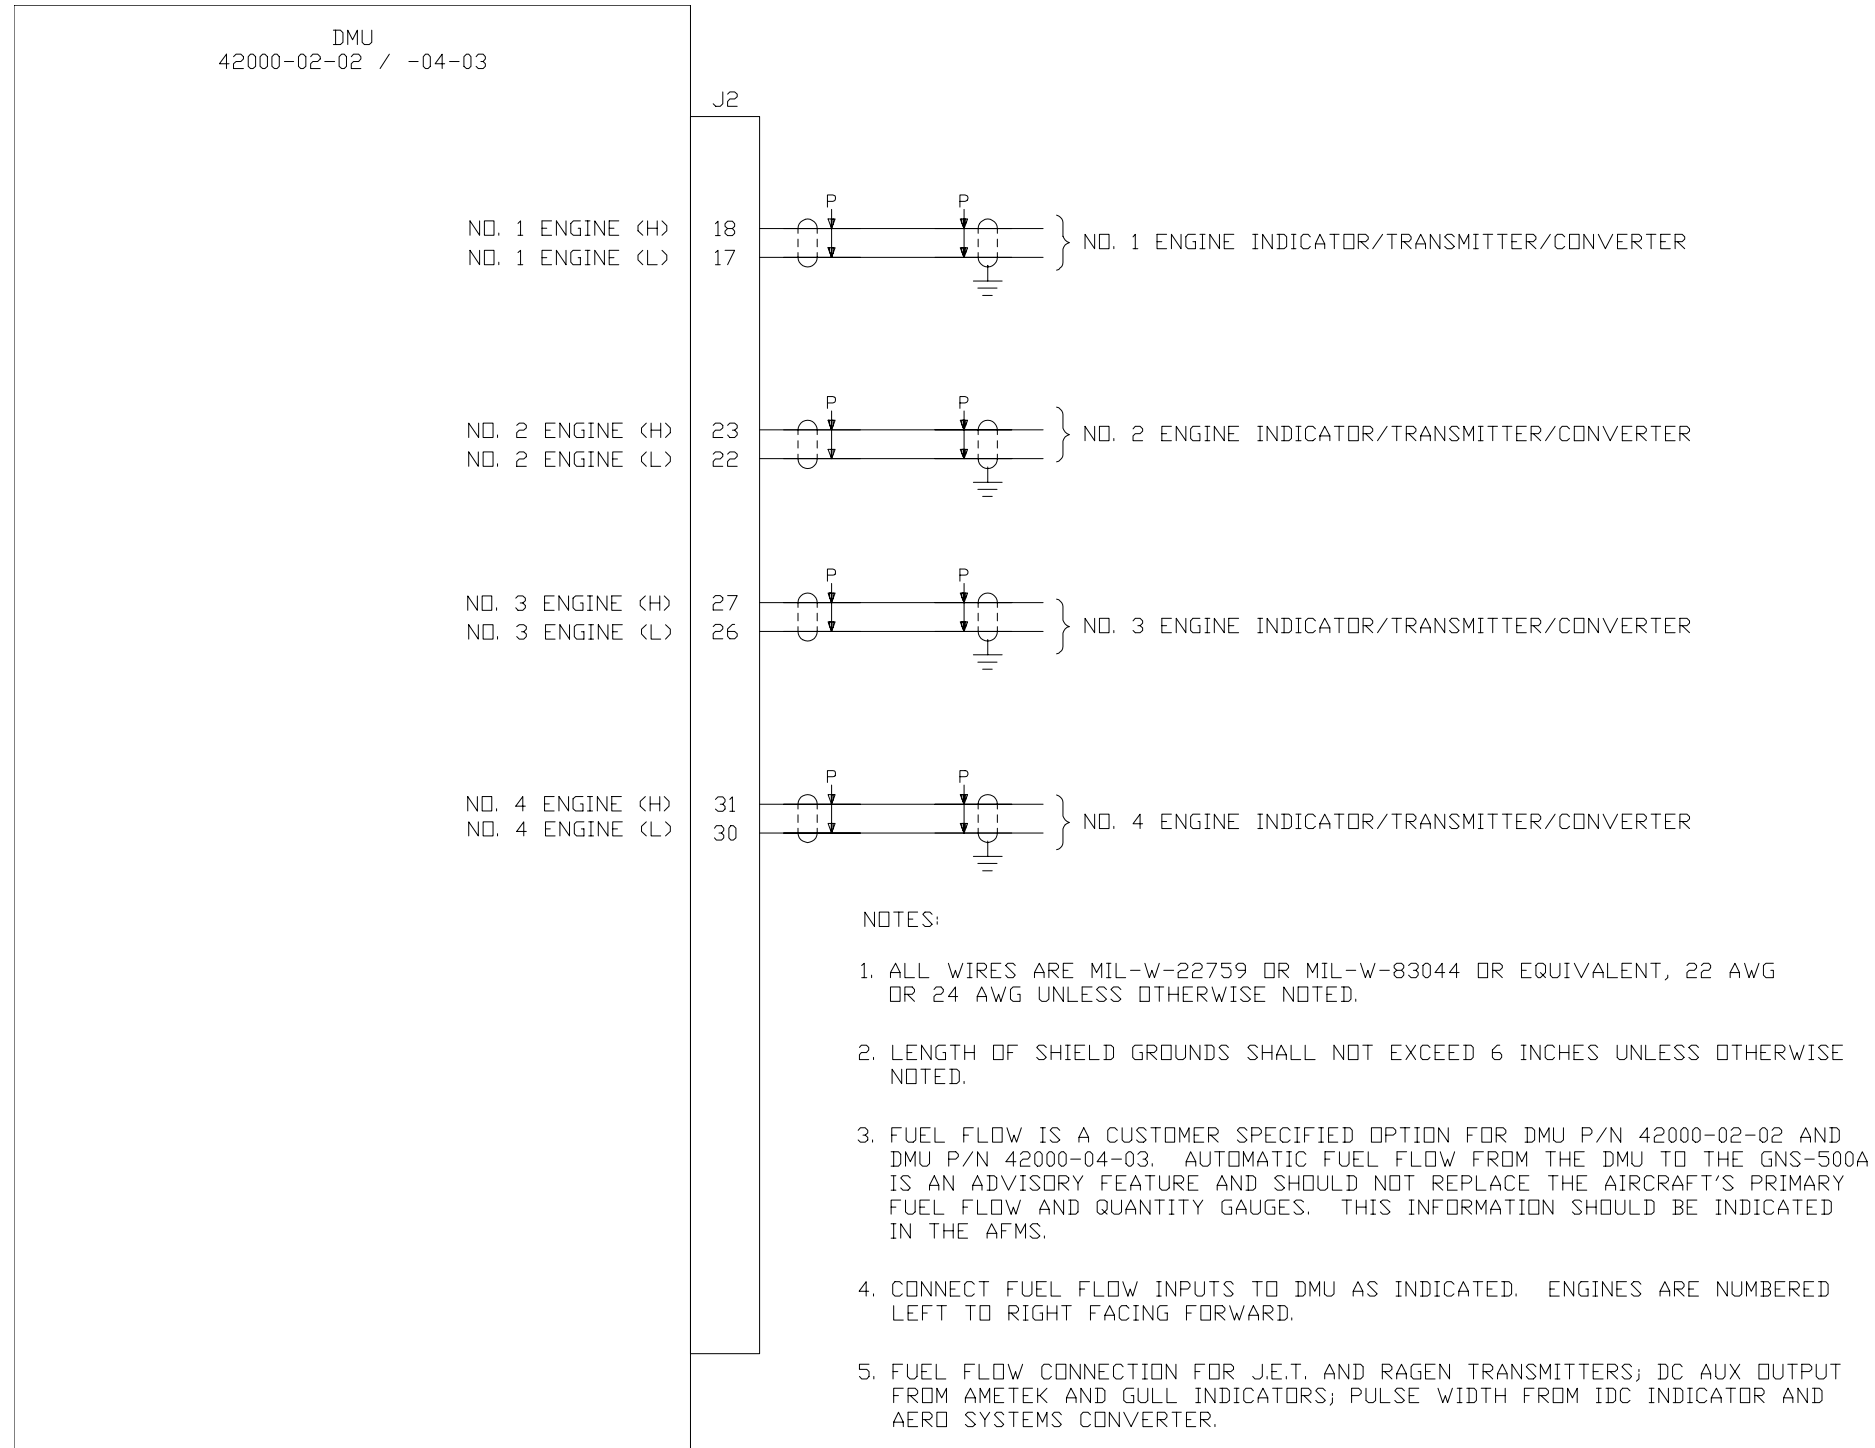 DMU
42000-02-02 / -04-03
J2
P P
NO. 1 ENGINE (H) 18
NO. 1 ENGINE (L) 17
NO. 1 ENGINE INDICATOR/TRANSMITTER/CONVERTER
P P
NO. 2 ENGINE (H) 23
NO. 2 ENGINE (L) 22
NO. 2 ENGINE INDICATOR/TRANSMITTER/CONVERTER
P P
NO. 3 ENGINE (H) 27
NO. 3 ENGINE (L) 26
NO. 3 ENGINE INDICATOR/TRANSMITTER/CONVERTER
P P
NO. 4 ENGINE (H) 31
NO. 4 ENGINE (L) 30
NO. 4 ENGINE INDICATOR/TRANSMITTER/CONVERTER
NOTES:
1. ALL WIRES ARE MIL-W-22759 OR MIL-W-83044 OR EQUIVALENT, 22 AWG
OR 24 AWG UNLESS OTHERWISE NOTED.
2. LENGTH OF SHIELD GROUNDS SHALL NOT EXCEED 6 INCHES UNLESS OTHERWISE
NOTED.
3. FUEL FLOW IS A CUSTOMER SPECIFIED OPTION FOR DMU P/N 42000-02-02 AND
DMU P/N 42000-04-03. AUTOMATIC FUEL FLOW FROM THE DMU TO THE GNS-500A
IS AN ADVISORY FEATURE AND SHOULD NOT REPLACE THE AIRCRAFT'S PRIMARY
FUEL FLOW AND QUANTITY GAUGES. THIS INFORMATION SHOULD BE INDICATED
IN THE AFMS.
4. CONNECT FUEL FLOW INPUTS TO DMU AS INDICATED. ENGINES ARE NUMBERED
LEFT TO RIGHT FACING FORWARD.
5. FUEL FLOW CONNECTION FOR J.E.T. AND RAGEN TRANSMITTERS; DC AUX OUTPUT
FROM AMETEK AND GULL INDICATORS; PULSE WIDTH FROM IDC INDICATOR AND
AERO SYSTEMS CONVERTER.